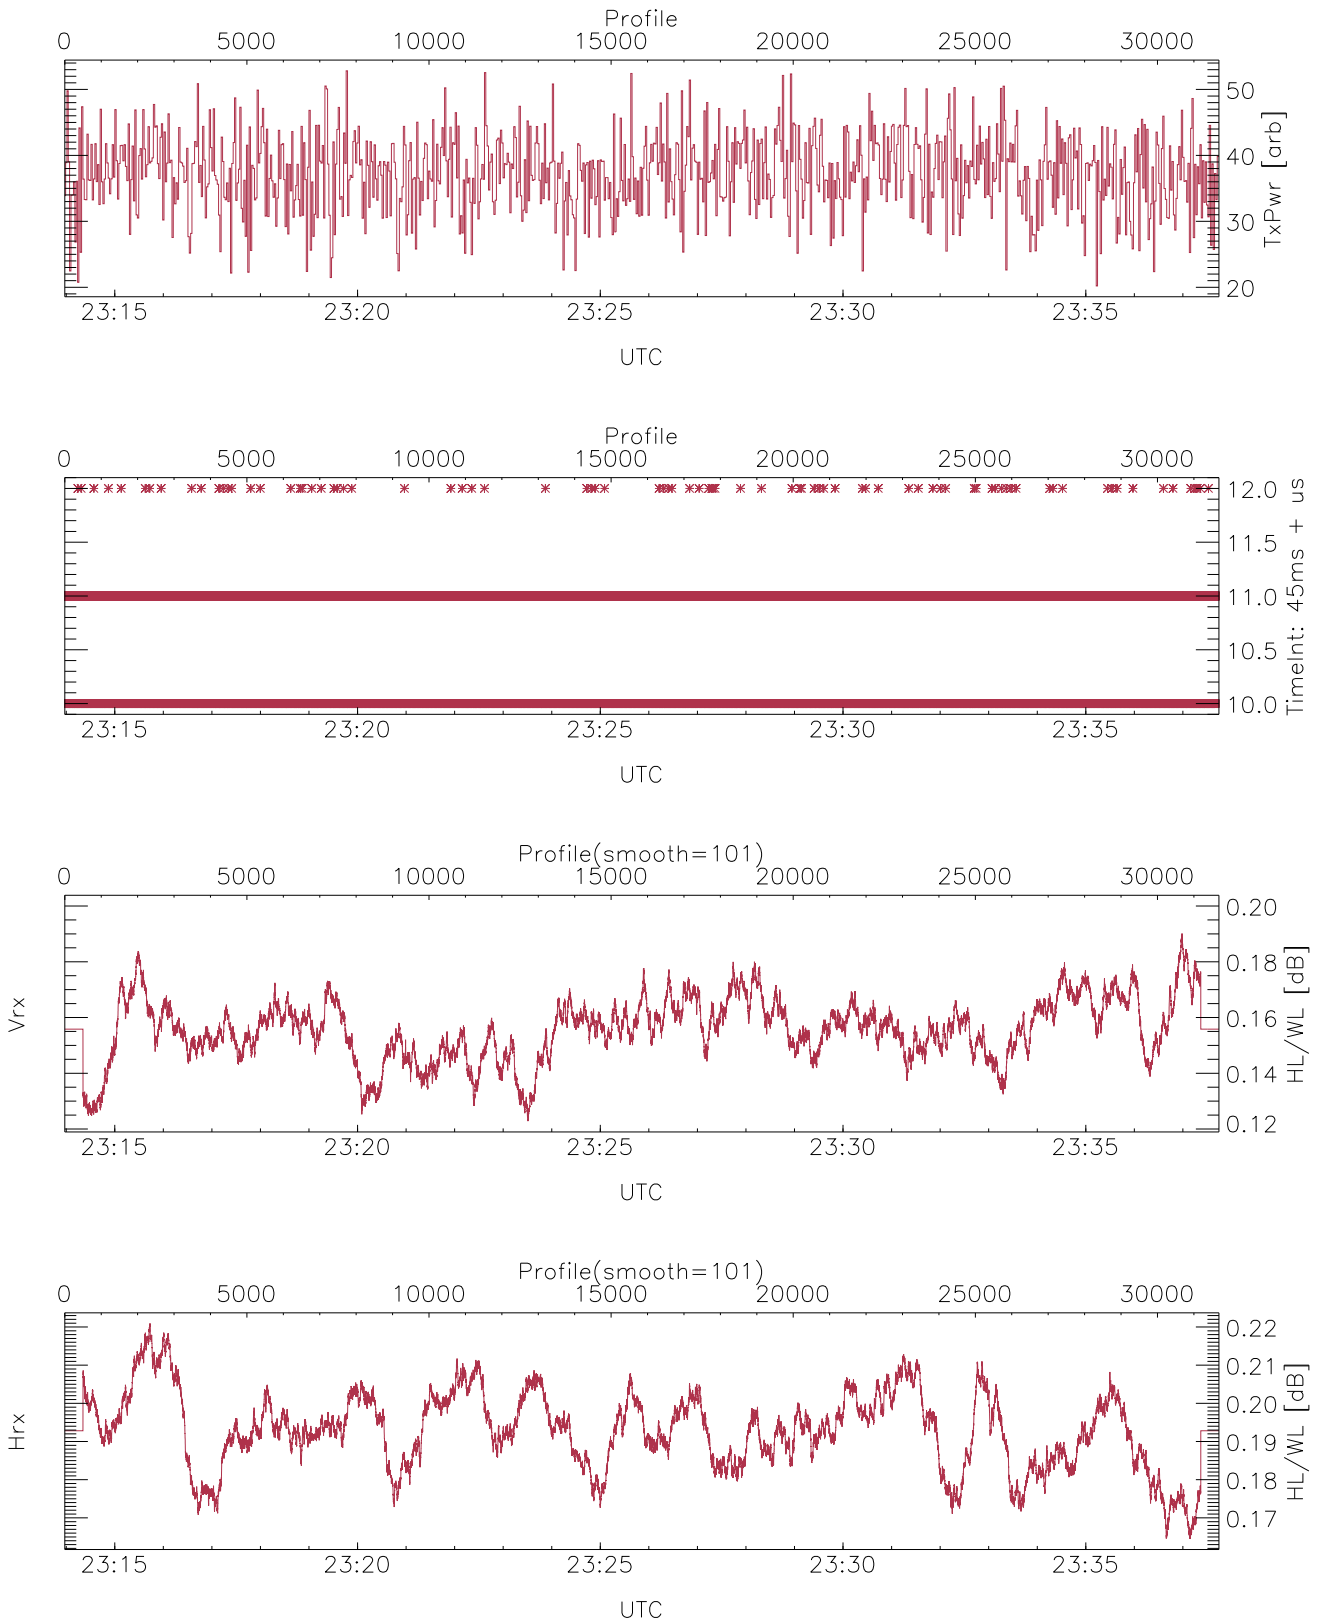 Profile
0 5000 10000 15000 20000 25000 30000
50
40
30
20
TxPwr [arb]
23:15 23:20 23:25 23:30 23:35
UTC
Profile
0 5000 10000 15000 20000 25000 30000
12.0
11.5
11.0
10.5
10.0
TimeInt: 45ms + us
23:15 23:20 23:25 23:30 23:35
UTC
Profile(smooth=101)
0 5000 10000 15000 20000 25000 30000
Vrx
0.20
0.18
0.16
0.14
0.12
HL/WL [dB]
23:15 23:20 23:25 23:30 23:35
UTC
Profile(smooth=101)
0 5000 10000 15000 20000 25000 30000
Hrx
0.22
0.21
0.20
0.19
0.18
0.17
HL/WL [dB]
23:15 23:20 23:25 23:30 23:35
UTC